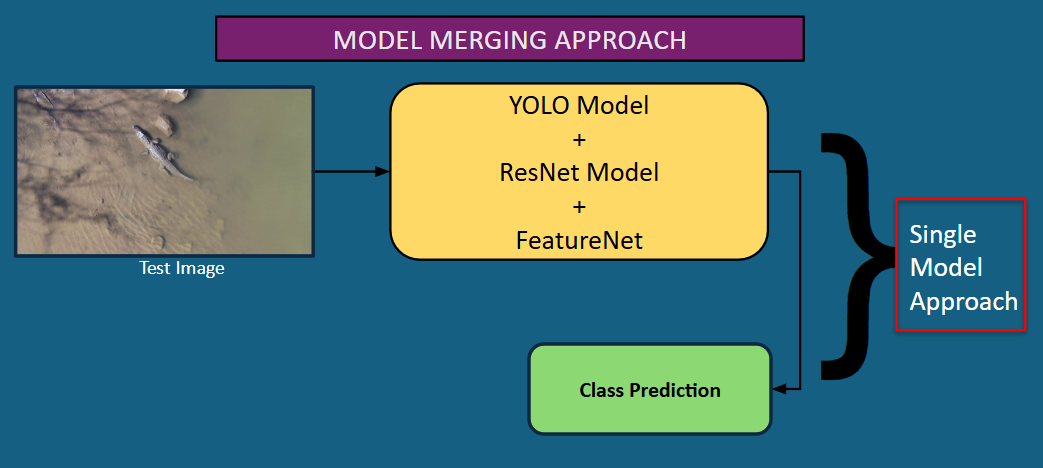 MODEL MERGING APPROACH
YOLO Model
+
ResNet Model
+
FeatureNet
Test Image
Single
Model
Approach
Class Prediction